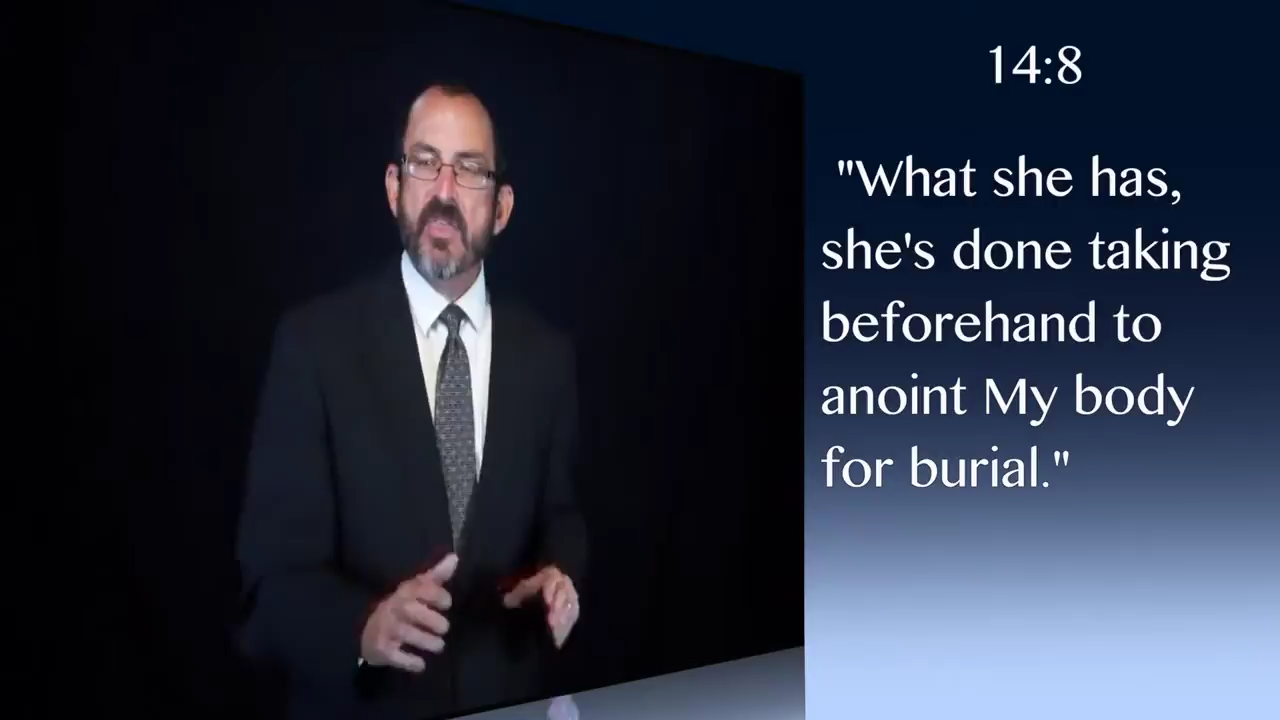 14:8
"What she has,
she's done taking
beforehand to
anoint My body
for burial."